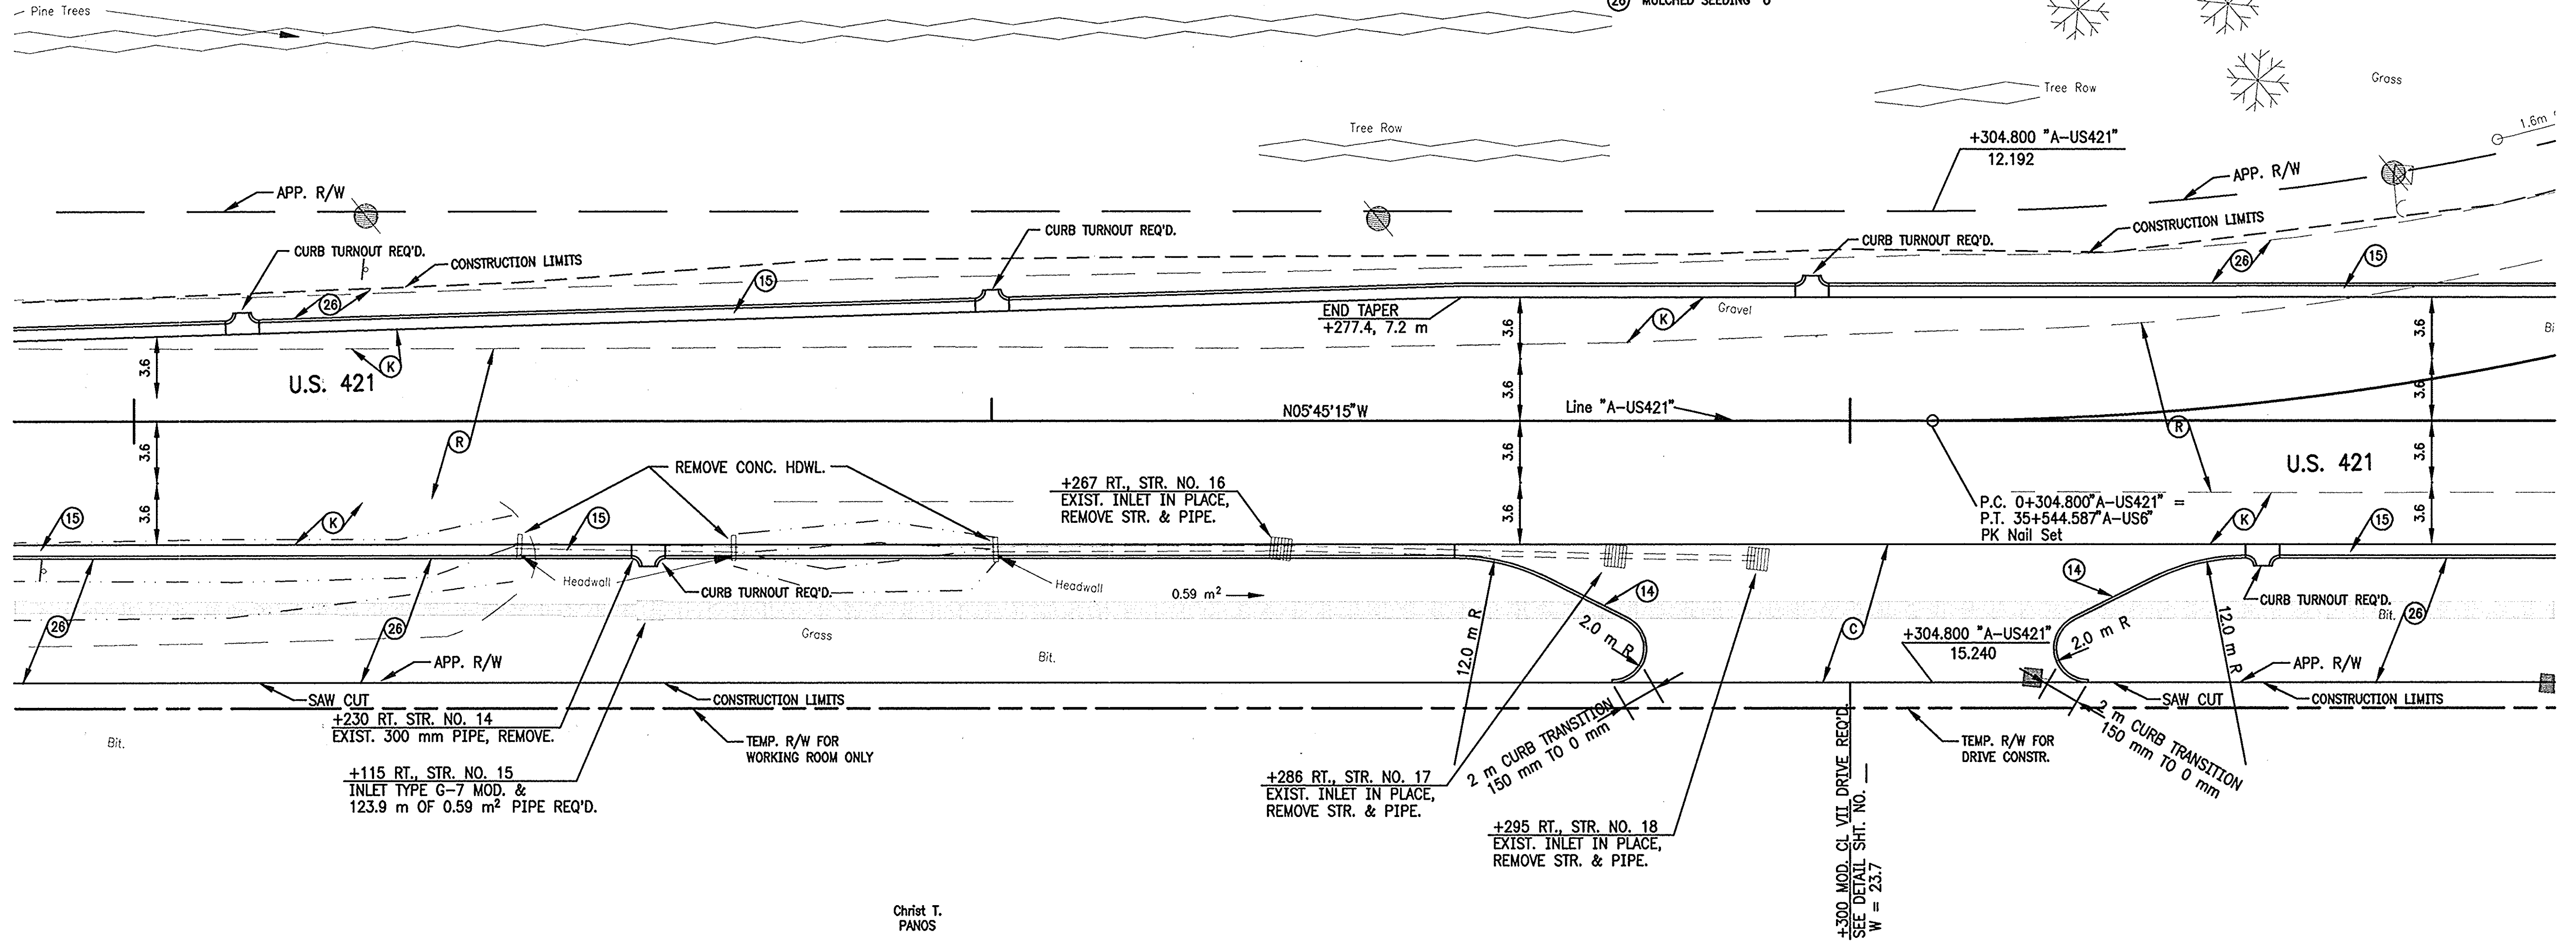 Pine Trees
26 MULCHED SEEDING "U"
Grass
Tree Row
Tree Row
1.6m
+304.800 "A-US421"
12.192
APP. R/W
APP. R/W
CURB TURNOUT REQ'D.
CURB TURNOUT REQ'D.
CURB TURNOUT REQ'D.
CONSTRUCTION LIMITS
CONSTRUCTION LIMITS
26
15
26
15
END TAPER
+277.4, 7.2 m
Gravel
K
K
Bi
3.6
3.6
3.6
U.S. 421
3.6
3.6
N05°45'15"W
Line "A-US421"
R
R
3.6
3.6
3.6
3.6
3.6
3.6
U.S. 421
REMOVE CONC. HDWL.
+267 RT., STR. NO. 16
EXIST. INLET IN PLACE,
REMOVE STR. & PIPE.
P.C. 0+304.800"A-US421" =
P.T. 35+544.587"A-US6"
PK Nail Set
15
K
15
K
15
Headwall
Headwall
CURB TURNOUT REQ'D.
0.59 m²
14
14
CURB TURNOUT REQ'D.
Bit.
26
26
26
Grass
Bit.
12.0 m R
2.0 m R
C
+304.800 "A-US421"
15.240
2.0 m R
12.0 m R
APP. R/W
APP. R/W
SAW CUT
CONSTRUCTION LIMITS
SAW CUT
CONSTRUCTION LIMITS
+230 RT. STR. NO. 14
EXIST. 300 mm PIPE, REMOVE.
Bit.
TEMP. R/W FOR
WORKING ROOM ONLY
2 m CURB TRANSITION
150 mm TO 0 mm
TEMP. R/W FOR
DRIVE CONSTR.
2 m CURB TRANSITION
150 mm TO 0 mm
+115 RT., STR. NO. 15
INLET TYPE G-7 MOD. &
123.9 m OF 0.59 m² PIPE REQ'D.
+286 RT., STR. NO. 17
EXIST. INLET IN PLACE,
REMOVE STR. & PIPE.
+295 RT., STR. NO. 18
EXIST. INLET IN PLACE,
REMOVE STR. & PIPE.
+300 MOD. CL VII DRIVE REQ'D.
SEE DETAIL SHT. NO. —
W = 23.7
Christ T.
PANOS